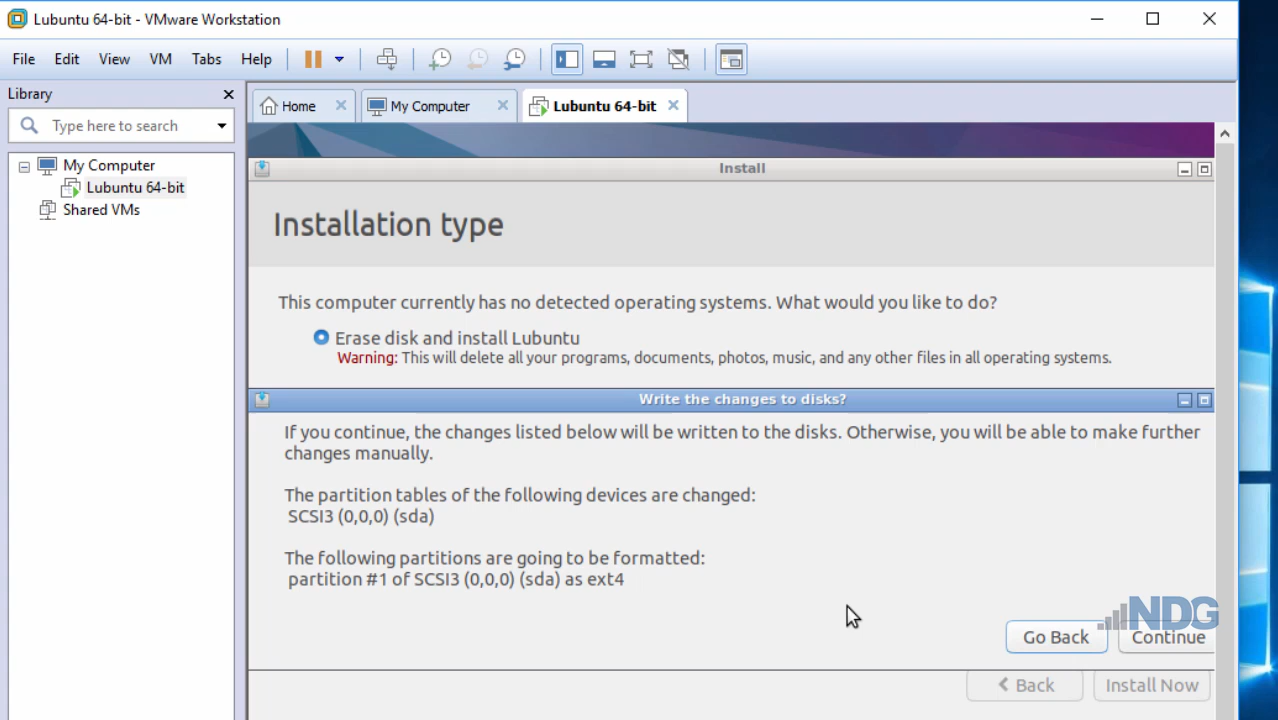 Lubuntu 64-bit - VMware Workstation
File Edit View VM Tabs Help
Library
Type here to search
My Computer
Lubuntu 64-bit
Shared VMs
Home My Computer Lubuntu 64-bit
Install
Installation type
This computer currently has no detected operating systems. What would you like to do?
Erase disk and install Lubuntu
Warning: This will delete all your programs, documents, photos, music, and any other files in all operating systems.
Write the changes to disks?
If you continue, the changes listed below will be written to the disks. Otherwise, you will be able to make further
changes manually.
The partition tables of the following devices are changed:
SCSI3 (0,0,0) (sda)
The following partitions are going to be formatted:
partition #1 of SCSI3 (0,0,0) (sda) as ext4
NDG
Go Back Continue
Back Install Now